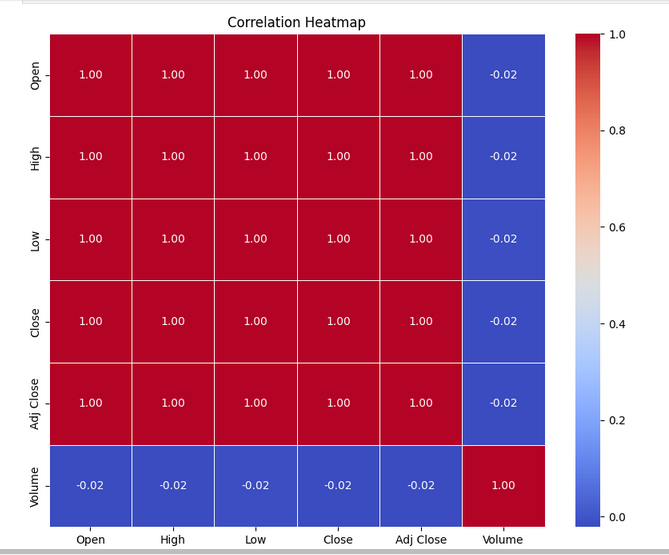 Correlation Heatmap
Open 1.00 1.00 1.00 1.00 1.00 -0.02
High 1.00 1.00 1.00 1.00 1.00 -0.02
Low 1.00 1.00 1.00 1.00 1.00 -0.02
Close 1.00 1.00 1.00 1.00 1.00 -0.02
Adj Close 1.00 1.00 1.00 1.00 1.00 -0.02
Volume -0.02 -0.02 -0.02 -0.02 -0.02 1.00
Open High Low Close Adj Close Volume
1.0
0.8
0.6
0.4
0.2
0.0